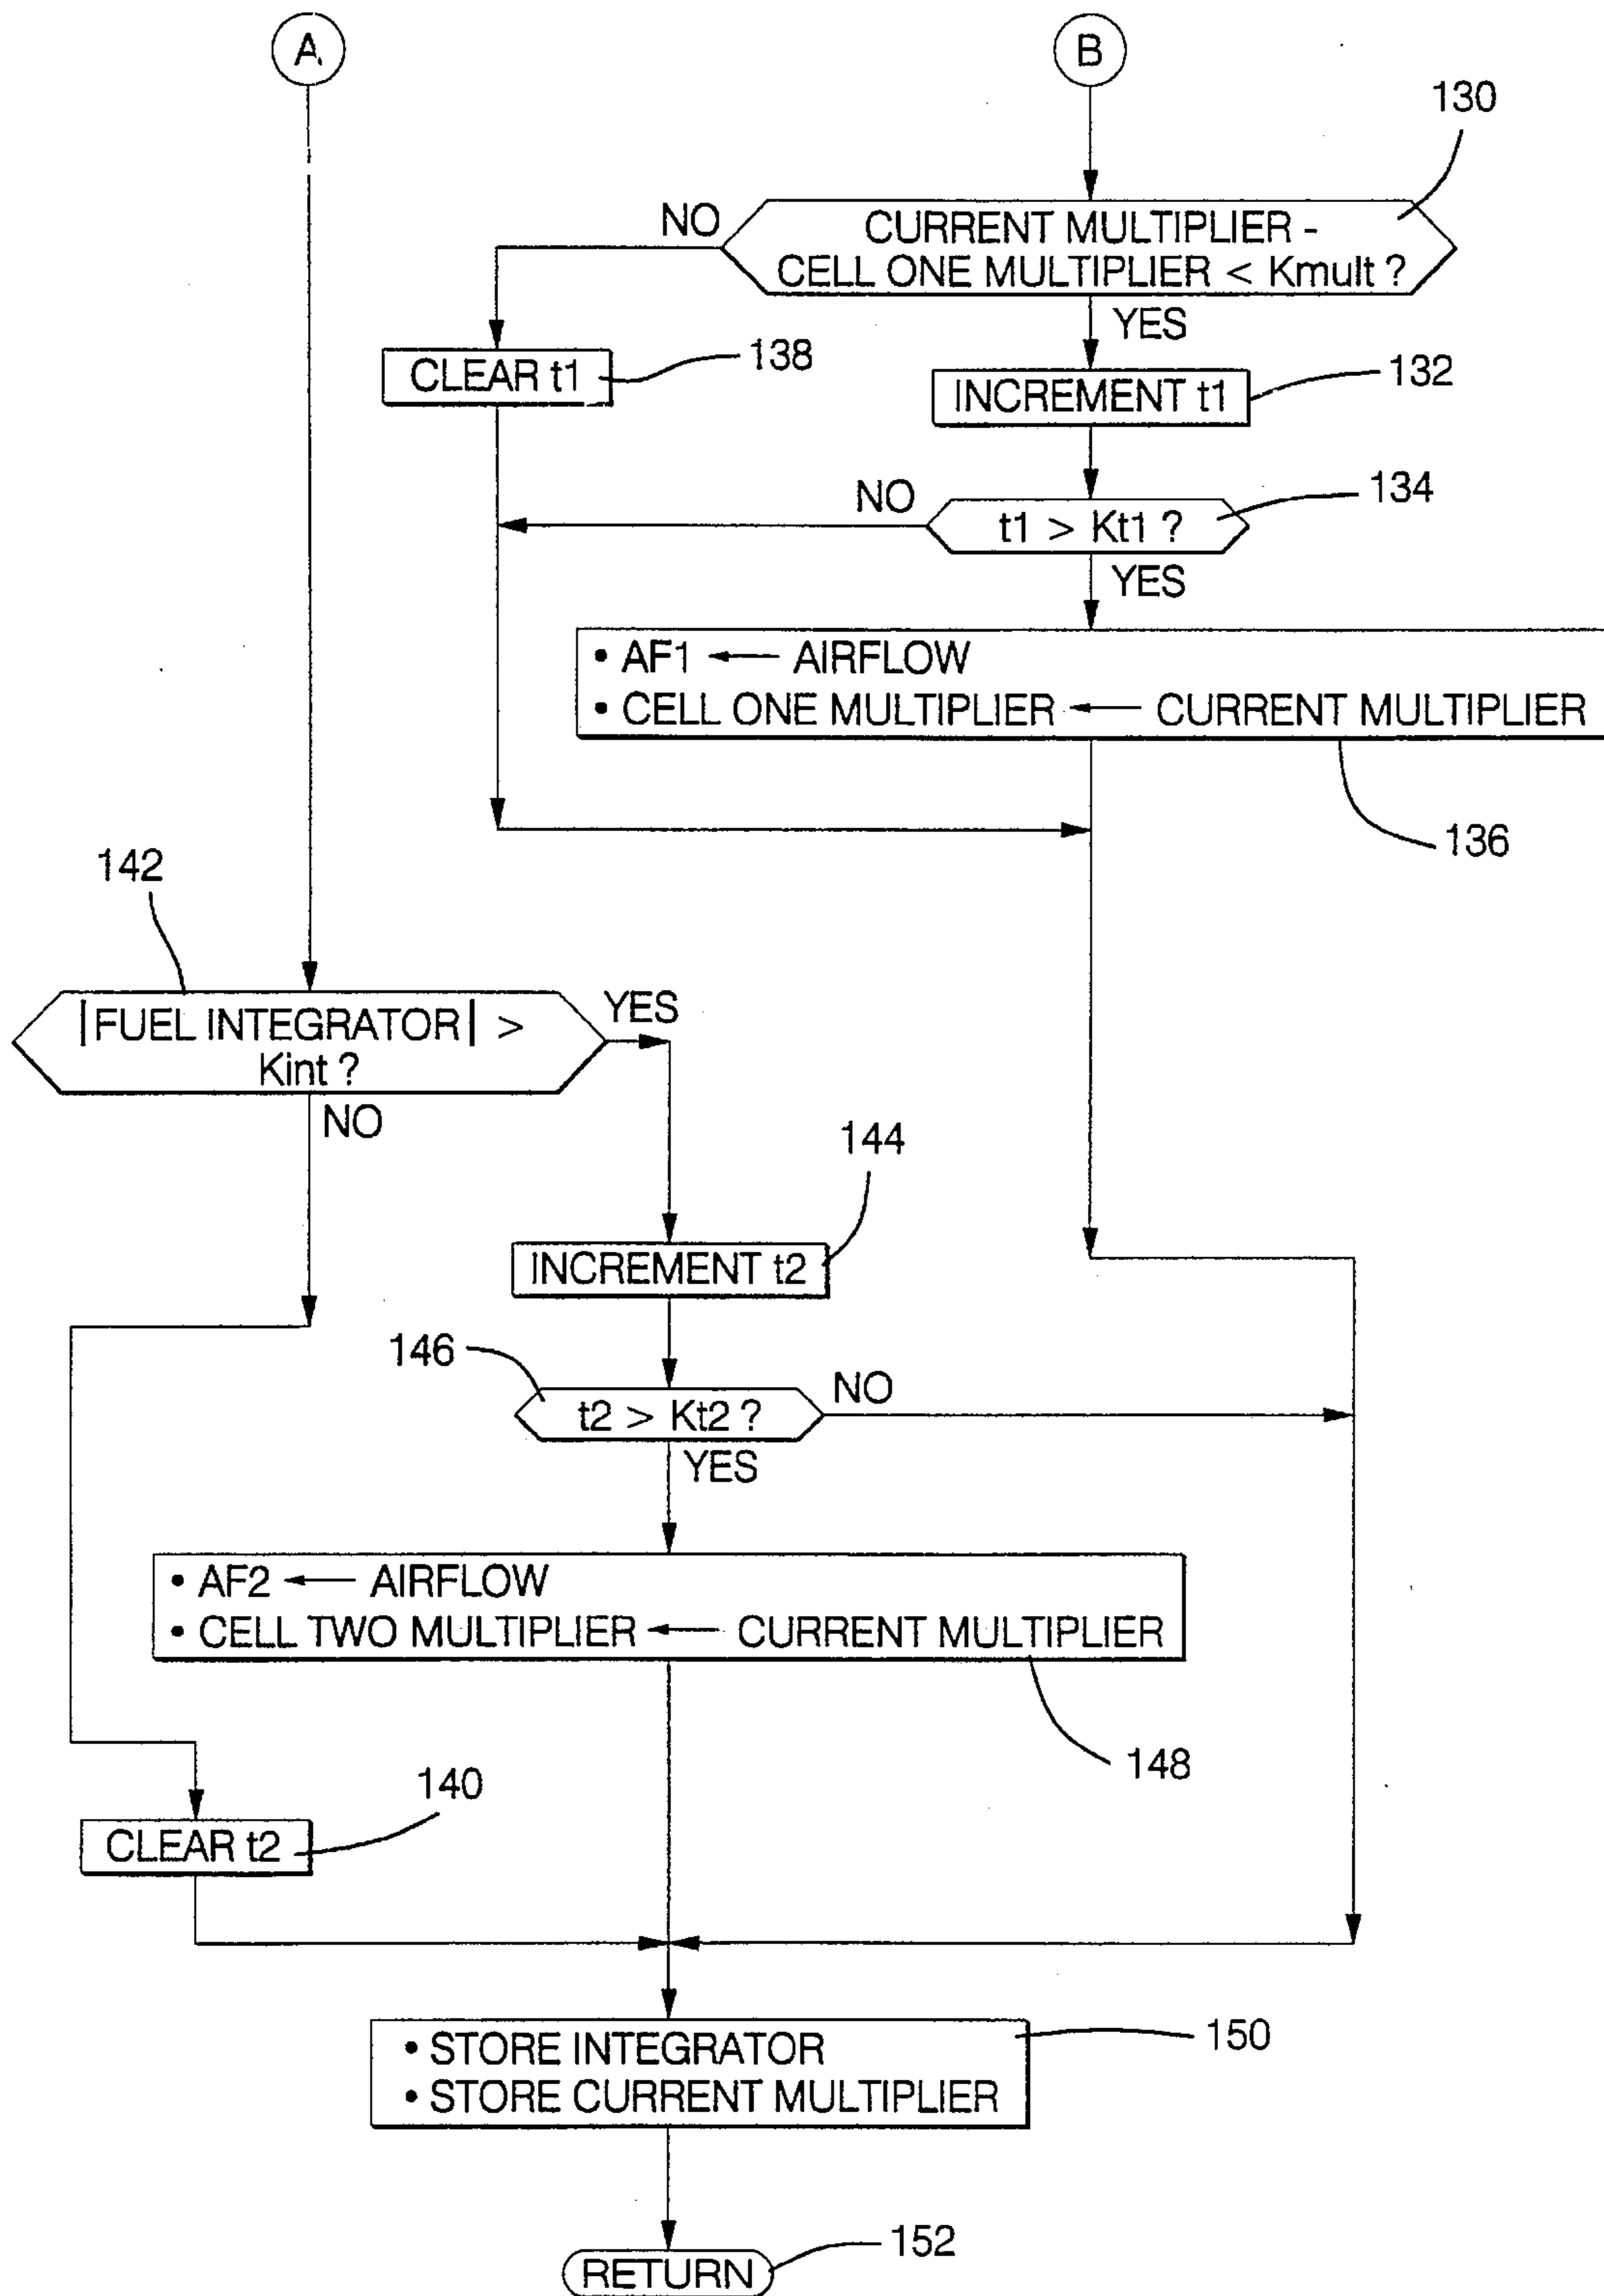 A
B
130
NO
CURRENT MULTIPLIER -
CELL ONE MULTIPLIER < Kmult ?
YES
CLEAR t1
138
INCREMENT t1
132
NO
t1 > Kt1 ?
134
YES
• AF1 ← AIRFLOW
• CELL ONE MULTIPLIER ← CURRENT MULTIPLIER
136
142
|FUEL INTEGRATOR| >
Kint ?
YES
NO
144
INCREMENT t2
146
t2 > Kt2 ?
NO
YES
• AF2 ← AIRFLOW
• CELL TWO MULTIPLIER ← CURRENT MULTIPLIER
148
140
CLEAR t2
• STORE INTEGRATOR
• STORE CURRENT MULTIPLIER
150
RETURN
152